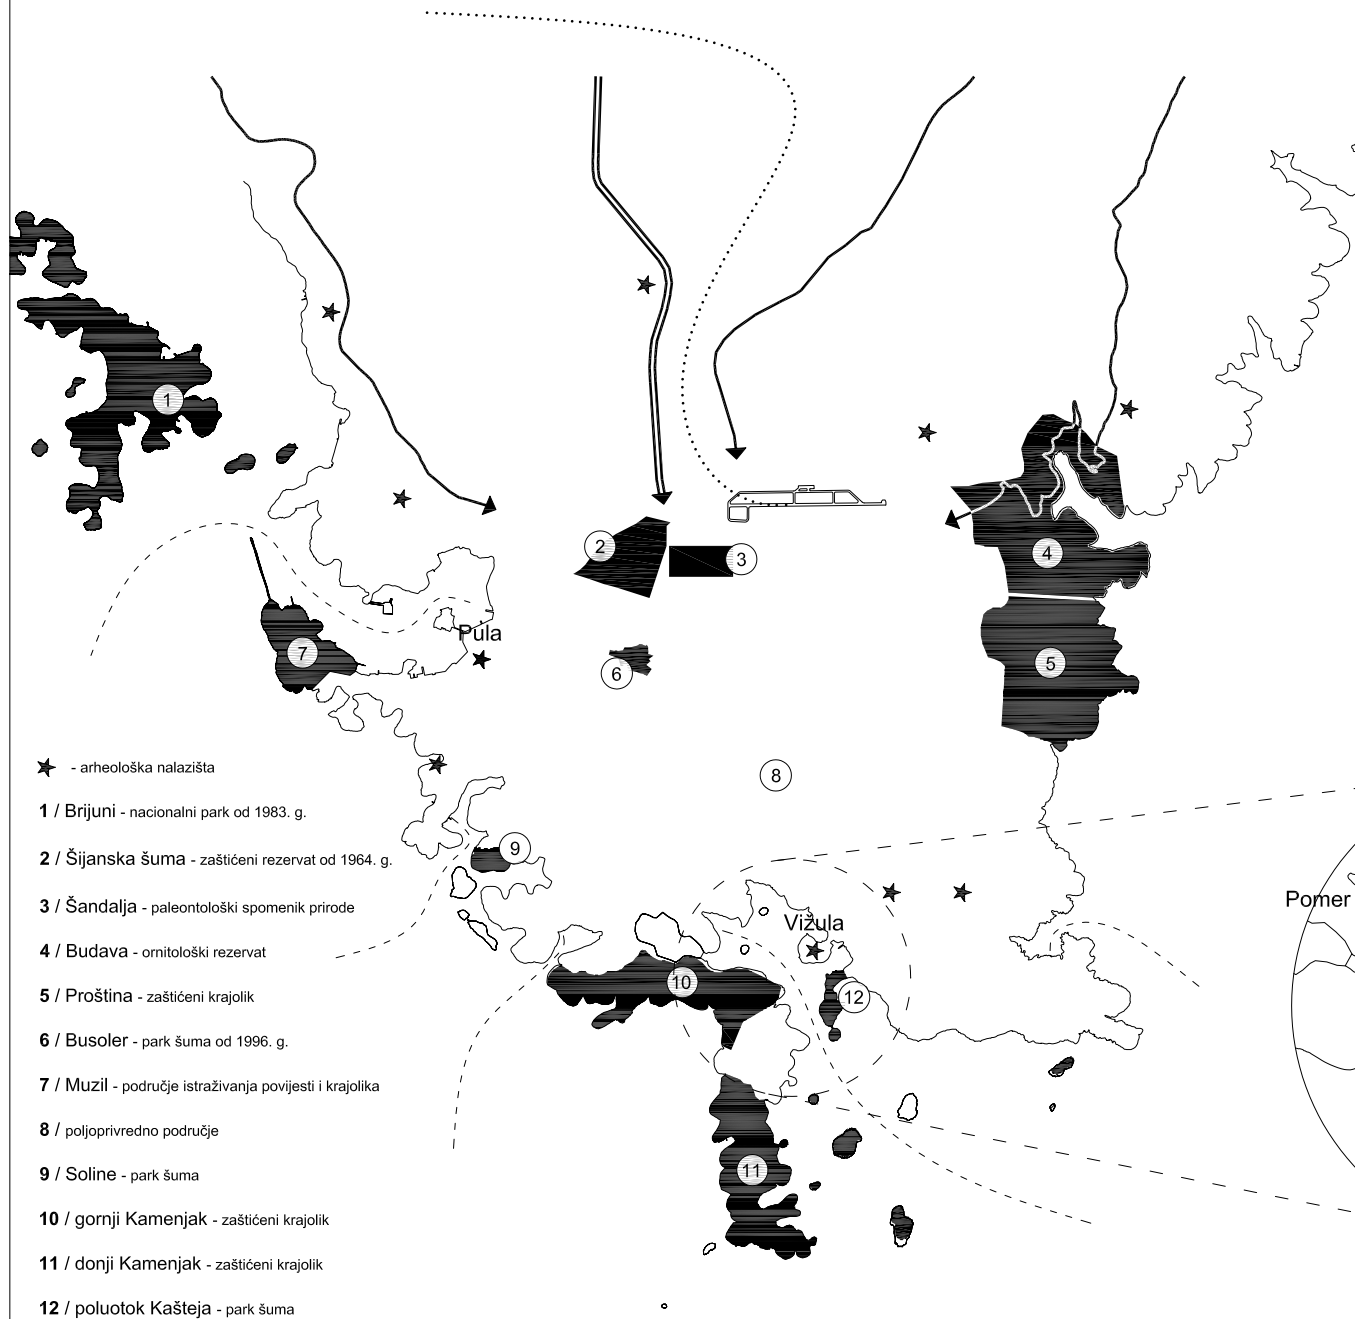 1
2
3
4
5
Pula
7
6
8
9
Pomer
Vižula
10
12
11
- arheološka nalazišta
1 / Brijuni - nacionalni park od 1983. g.
2 / Šijanska šuma - zaštićeni rezervat od 1964. g.
3 / Šandalja - paleontološki spomenik prirode
4 / Budava - ornitološki rezervat
5 / Proština - zaštićeni krajolik
6 / Busoler - park šuma od 1996. g.
7 / Muzil - područje istraživanja povijesti i krajolika
8 / poljoprivredno područje
9 / Soline - park šuma
10 / gornji Kamenjak - zaštićeni krajolik
11 / donji Kamenjak - zaštićeni krajolik
12 / poluotok Kašteja - park šuma